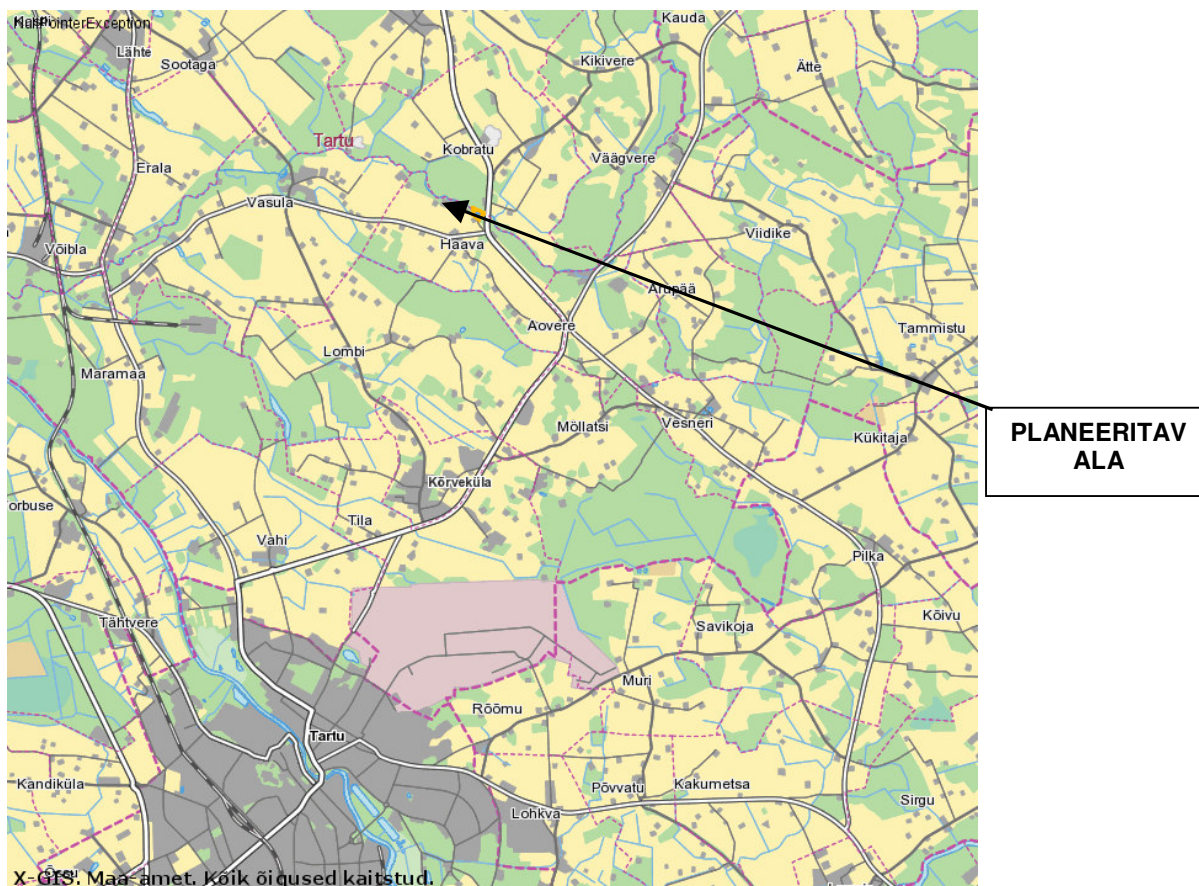 NullPointerException
Kauda
Lähte
Sootaga
Kikivere
Ätte
Tartu
Kobratu
Väägvere
Erala
Vasula
Viidike
Võibla
Haava
Arupää
Aovere
Tammistu
Lombi
Maramaa
Möllatsi
Vesneri
Kükitaja
PLANEERITAV
ALA
Kõrveküla
Tila
Vahi
Pilka
Kõivu
Tähtvere
Savikoja
Muri
Rõõmu
Tartu
Kandiküla
Põvvatu
Kakumetsa
Sirgu
Lohkva
X-GIS. Maa-amet. Kõik õigused kaitstud.